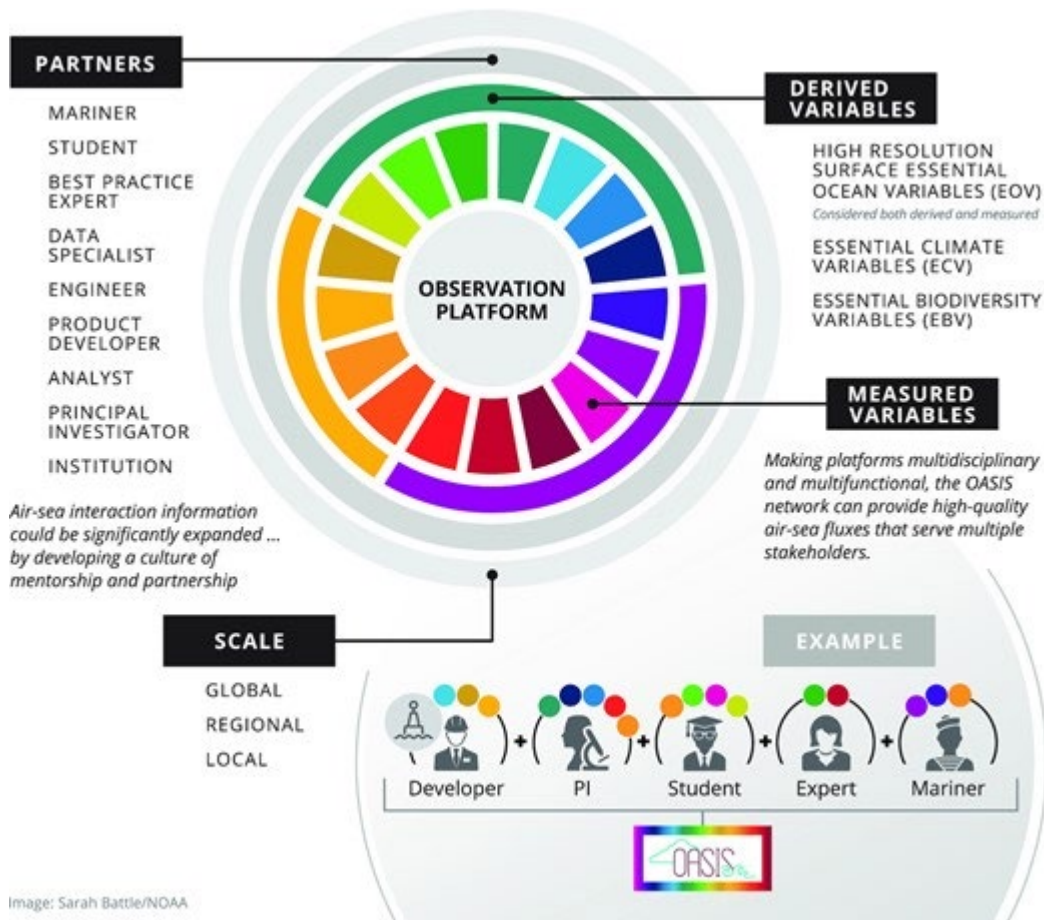 PARTNERS
MARINER
STUDENT
BEST PRACTICE
EXPERT
DATA
SPECIALIST
ENGINEER
PRODUCT
DEVELOPER
ANALYST
PRINCIPAL
INVESTIGATOR
INSTITUTION
Air-sea interaction information
could be significantly expanded ...
by developing a culture of
mentorship and partnership
OBSERVATION
PLATFORM
DERIVED
VARIABLES
HIGH RESOLUTION
SURFACE ESSENTIAL
OCEAN VARIABLES (EOV)
Considered both derived and measured
ESSENTIAL CLIMATE
VARIABLES (ECV)
ESSENTIAL BIODIVERSITY
VARIABLES (EBV)
MEASURED
VARIABLES
Making platforms multidisciplinary
and multifunctional, the OASIS
network can provide high-quality
air-sea fluxes that serve multiple
stakeholders.
SCALE
GLOBAL
REGIONAL
LOCAL
EXAMPLE
+ + + +
Developer PI Student Expert Mariner
OASIS
Image: Sarah Battle/NOAA